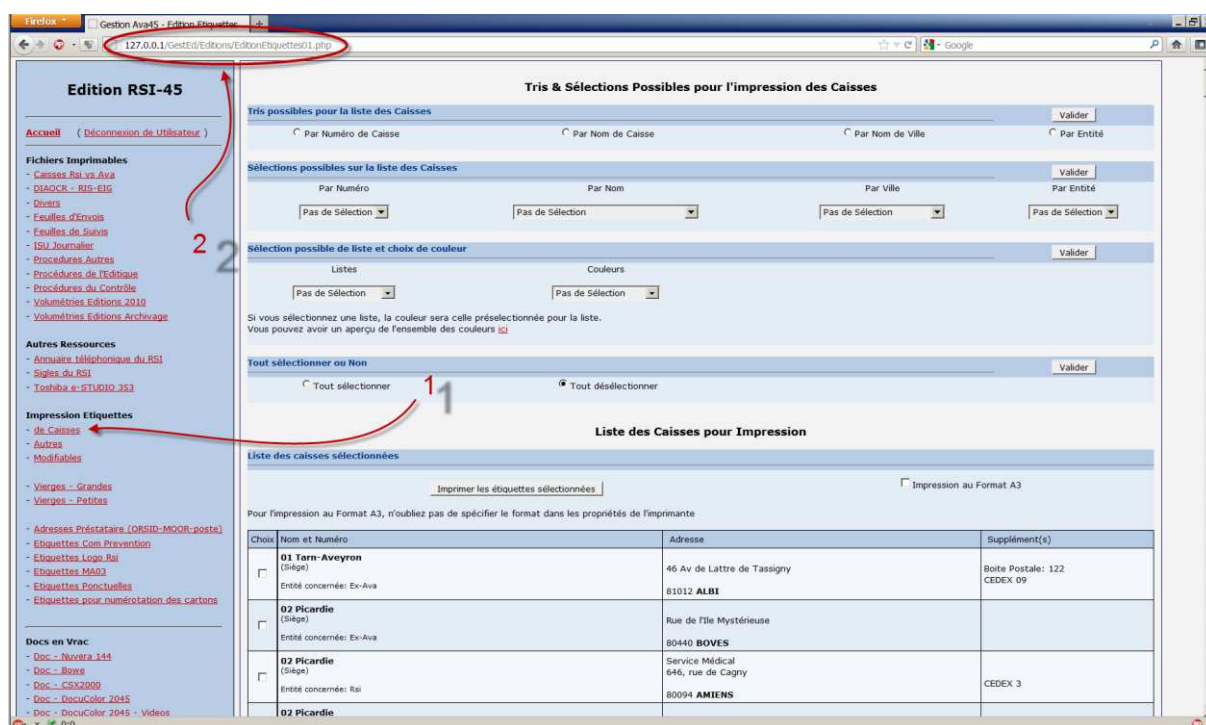 Firefox
Gestion Ava45 - Edition Etiquettes
127.0.0.1/GestEd/Editions/EditionEtiquettes01.php
Google
Edition RSI-45
Accueil ( Déconnexion de Utilisateur )
Fichiers Imprimables
- Caisses Rsi vs Ava
- DIAOCR - RIS-EIG
- Divers
- Feuilles d'Envois
- Feuilles de Suivis
- ISU Journalier
- Procedures Autres
- Procédures de l'Editique
- Procédures du Contrôle
- Volumétries Editions 2010
- Volumétries Editions Archivage
Autres Ressources
- Annuaire téléphonique du RSI
- Sigles du RSI
- Toshiba e-STUDIO 353
Impression Etiquettes
- de Caisses
- Autres
- Modifiables
- Vierges - Grandes
- Vierges - Petites
- Adresses Préstataire (ORSID-MOOR-poste)
- Etiquettes Com Prevention
- Etiquettes Logo Rsi
- Etiquettes MA03
- Etiquettes Ponctuelles
- Etiquettes pour numérotation des cartons
Docs en Vrac
- Doc - Nuvera 144
- Doc - Bowe
- Doc - CSX2000
- Doc - DocuColor 2045
- Doc - DocuColor 2045 - Videos
2
1
Tris & Sélections Possibles pour l'impression des Caisses
Tris possibles pour la liste des Caisses Valider
Par Numéro de Caisse Par Nom de Caisse Par Nom de Ville Par Entité
Sélections possibles sur la liste des Caisses Valider
Par Numéro Par Nom Par Ville Par Entité
Pas de Sélection Pas de Sélection Pas de Sélection Pas de Sélection
Sélection possible de liste et choix de couleur Valider
Listes Couleurs
Pas de Sélection Pas de Sélection
Si vous sélectionnez une liste, la couleur sera celle préselectionnée pour la liste.
Vous pouvez avoir un aperçu de l'ensemble des couleurs ici
Tout sélectionner ou Non Valider
Tout sélectionner Tout désélectionner
Liste des Caisses pour Impression
Liste des caisses sélectionnées
Imprimer les étiquettes sélectionnées Impression au Format A3
Pour l'impression au Format A3, n'oubliez pas de spécifier le format dans les propriétés de l'imprimante
Choix Nom et Numéro Adresse Supplément(s)
01 Tarn-Aveyron
(Siège)
Entité concernée: Ex-Ava
46 Av de Lattre de Tassigny
81012 ALBI
Boite Postale: 122
CEDEX 09
02 Picardie
(Siège)
Entité concernée: Ex-Ava
Rue de l'Ile Mystérieuse
80440 BOVES
02 Picardie
(Siège)
Entité concernée: Rsi
Service Médical
646, rue de Cagny
80094 AMIENS
CEDEX 3
02 Picardie